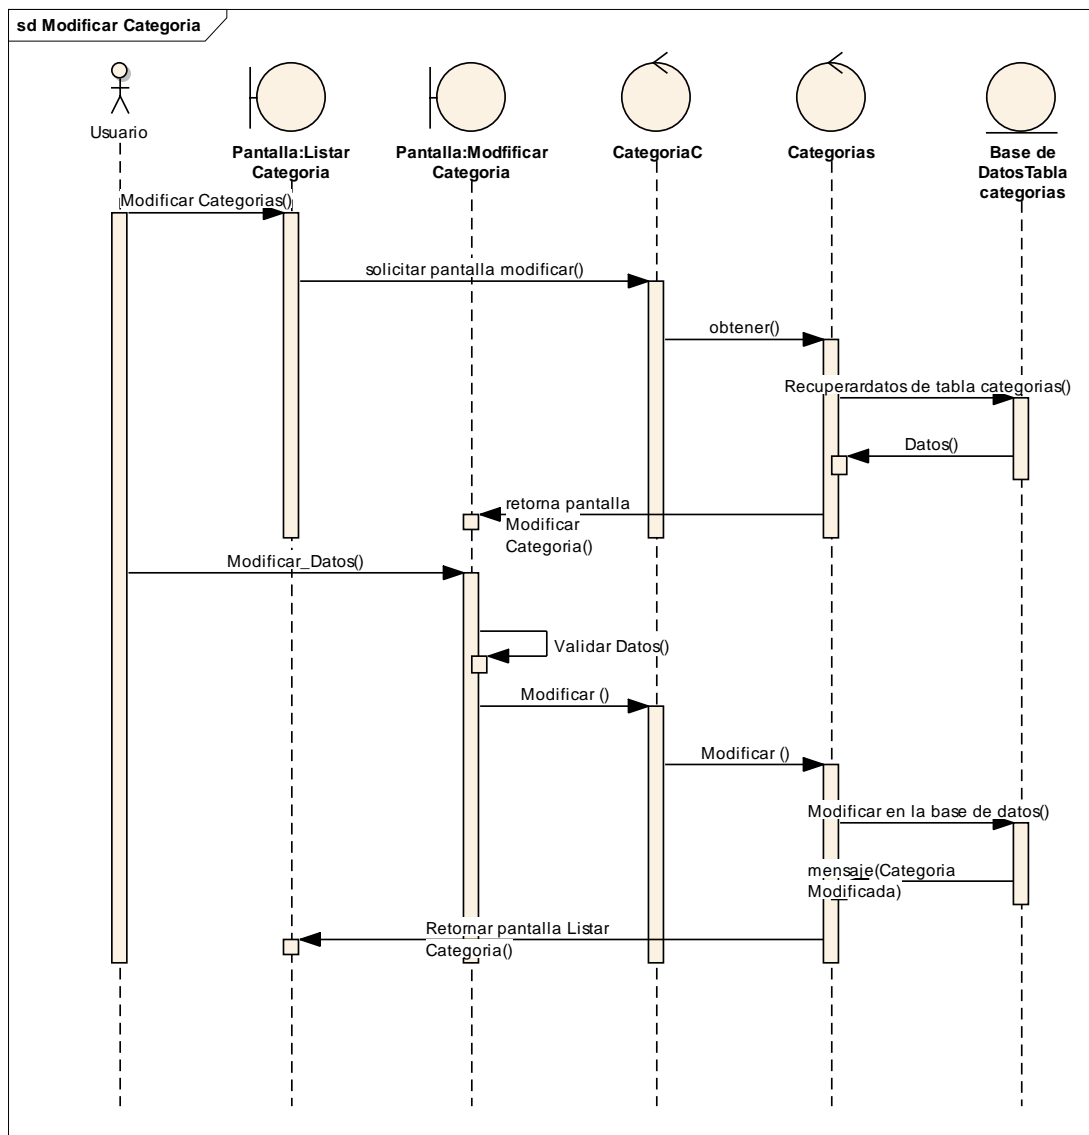 sd Modificar Categoria
Usuario
Pantalla:Listar
Categoria
Pantalla:Modfificar
Categoria
CategoriaC
Categorias
Base de
DatosTabla
categorias
Modificar Categorias()
solicitar pantalla modificar()
obtener()
Recuperardatos de tabla categorias()
Datos()
retorna pantalla
Modificar
Categoria()
Modificar_Datos()
Validar Datos()
Modificar ()
Modificar ()
Modificar en la base de datos()
mensaje(Categoria
Modificada)
Retornar pantalla Listar
Categoria()